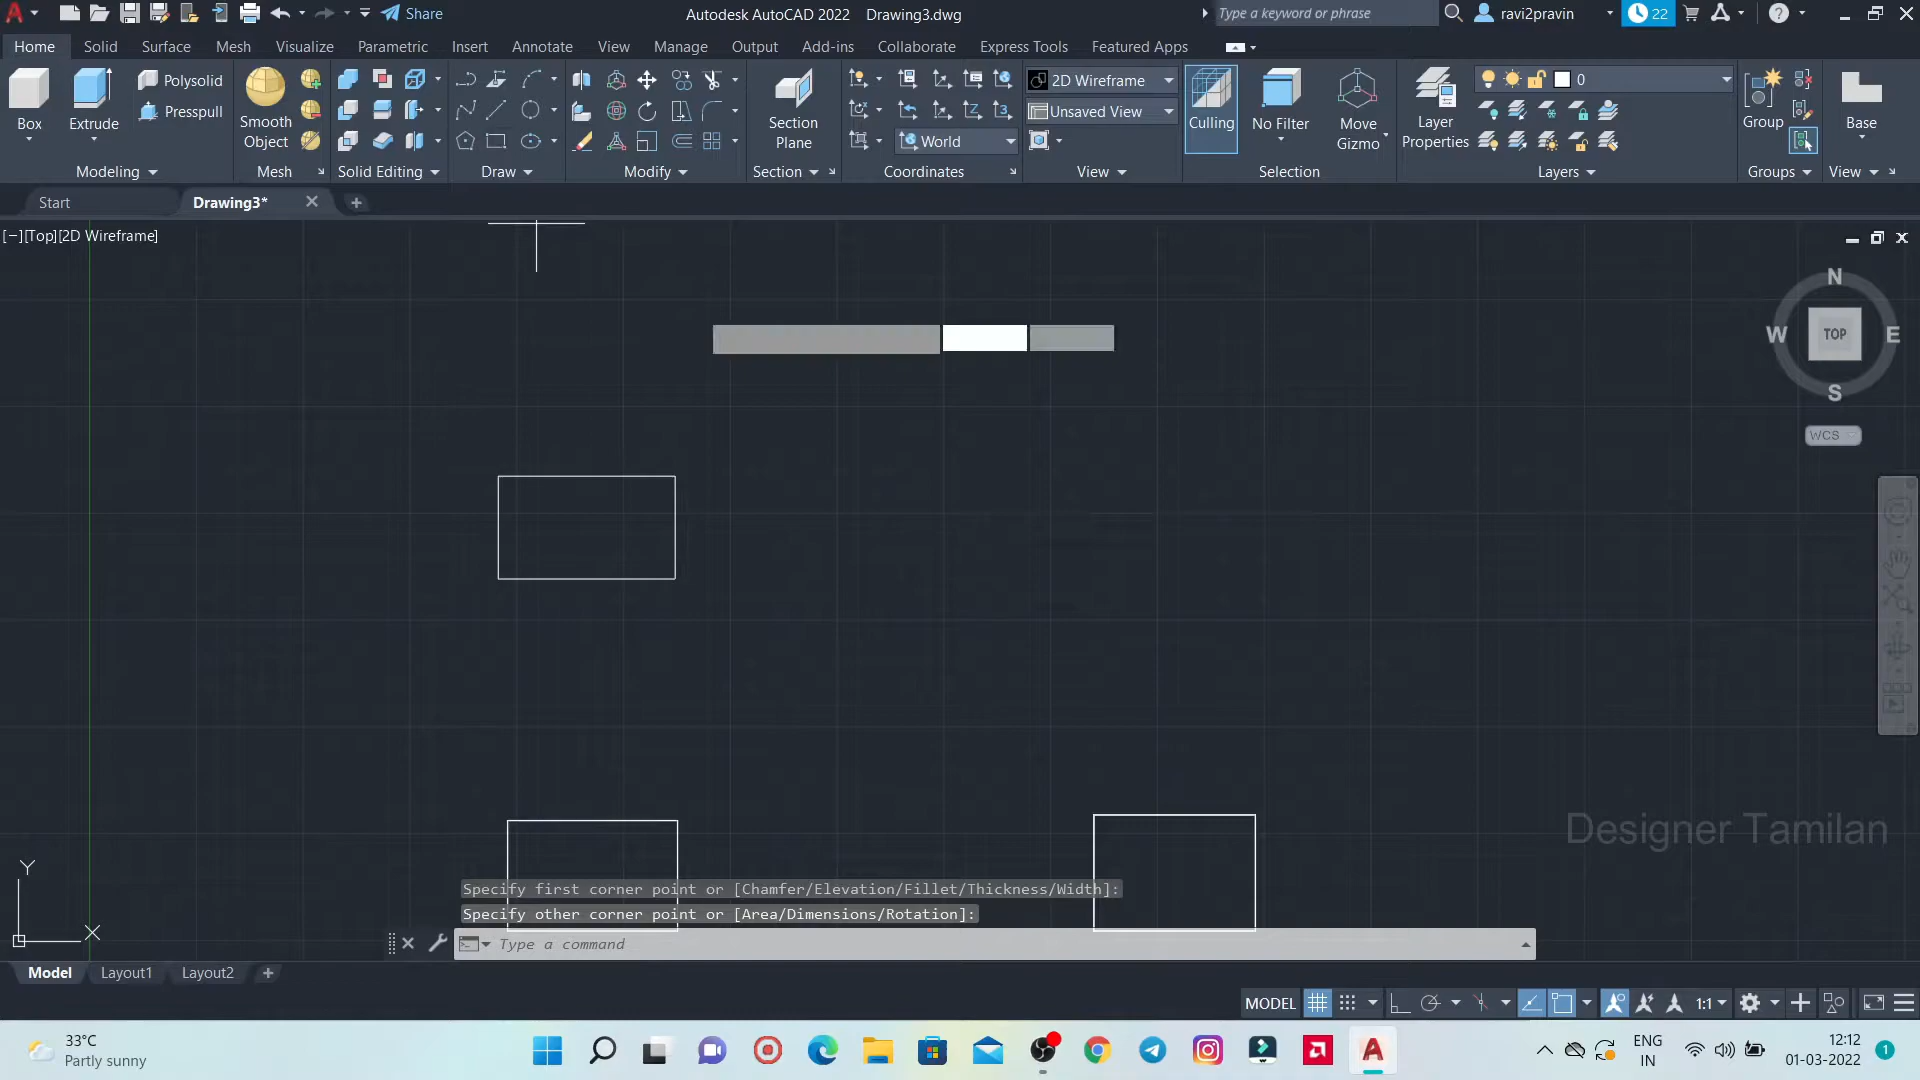 Share
Autodesk AutoCAD 2022 Drawing3.dwg
Type a keyword or phrase
ravi2pravin
22
Home Solid Surface Mesh Visualize Parametric Insert Annotate View Manage Output Add-ins Collaborate Express Tools Featured Apps
Box
Extrude
Polysolid
Presspull
Smooth
Object
Section
Plane
World
2D Wireframe
Unsaved View
Culling
No Filter
Move
Gizmo
Layer
Properties
0
Group
Base
Modeling Mesh Solid Editing Draw Modify Section Coordinates View Selection Layers Groups View
Start Drawing3*
[−][Top][2D Wireframe]
N
W TOP E
S
WCS
Designer Tamilan
Y
X
Specify first corner point or [Chamfer/Elevation/Fillet/Thickness/Width]:
Specify other corner point or [Area/Dimensions/Rotation]:
Type a command
Model Layout1 Layout2
MODEL 1:1
33°C
Partly sunny
ENG
IN
12:12
01-03-2022
1